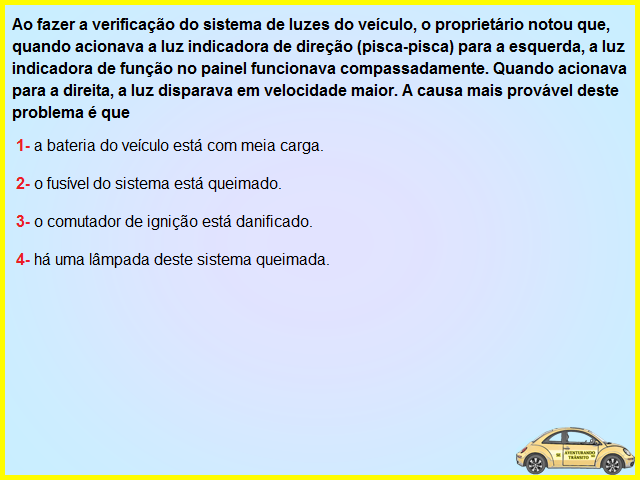 Ao fazer a verificação do sistema de luzes do veículo, o proprietário notou que,
quando acionava a luz indicadora de direção (pisca-pisca) para a esquerda, a luz
indicadora de função no painel funcionava compassadamente. Quando acionava
para a direita, a luz disparava em velocidade maior. A causa mais provável deste
problema é que
1- a bateria do veículo está com meia carga.
2- o fusível do sistema está queimado.
3- o comutador de ignição está danificado.
4- há uma lâmpada deste sistema queimada.
AVENTURANDO
TRÂNSITO